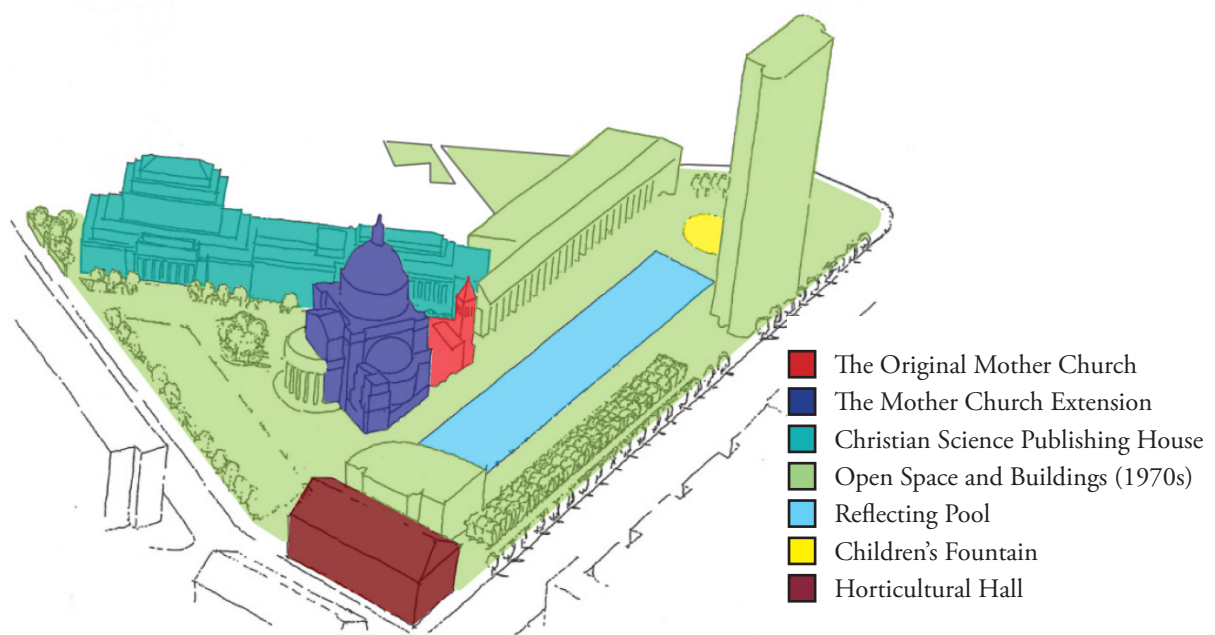 The Original Mother Church
The Mother Church Extension
Christian Science Publishing House
Open Space and Buildings (1970s)
Reflecting Pool
Children’s Fountain
Horticultural Hall